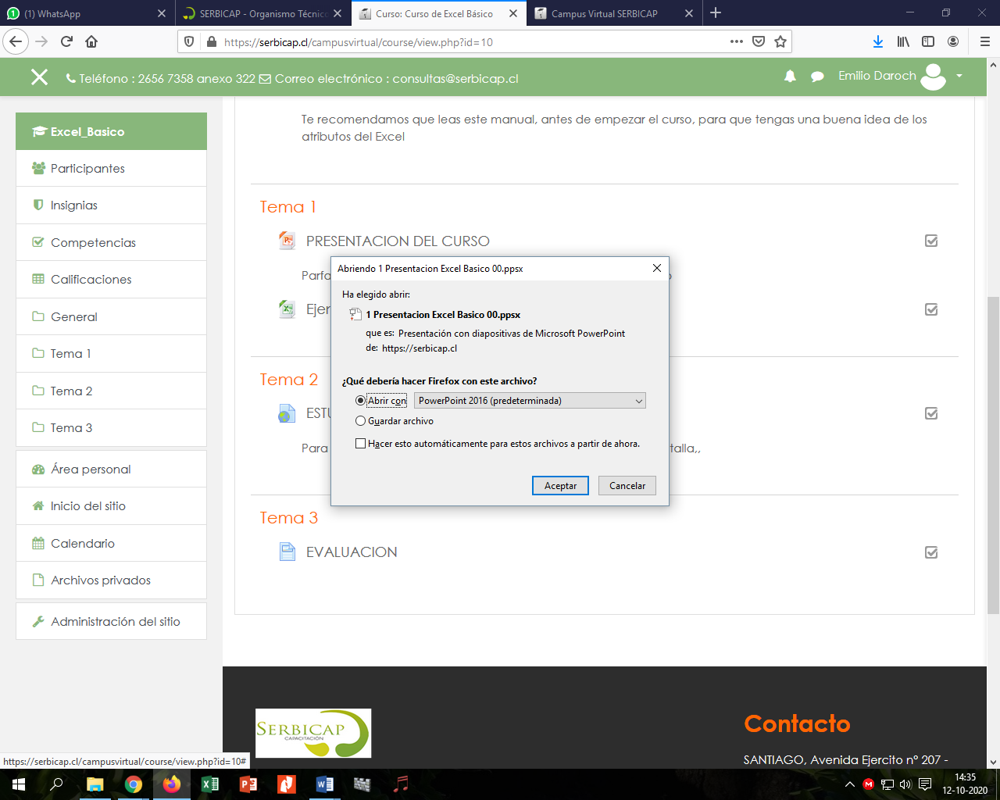 (1) WhatsApp
SERBICAP - Organismo Técnico
Curso: Curso de Excel Básico
Campus Virtual SERBICAP
https://serbicap.cl/campusvirtual/course/view.php?id=10
Teléfono : 2656 7358 anexo 322 Correo electrónico : consultas@serbicap.cl
Emilio Daroch
Excel_Basico
Participantes
Insignias
Competencias
Calificaciones
General
Tema 1
Tema 2
Tema 3
Área personal
Inicio del sitio
Calendario
Archivos privados
Administración del sitio
Te recomendamos que leas este manual, antes de empezar el curso, para que tengas una buena idea de los
atributos del Excel
Tema 1
PRESENTACION DEL CURSO
Parfa
Ejer
Tema 2
ESTU
Para talla,,
Tema 3
EVALUACION
Abriendo 1 Presentacion Excel Basico 00.ppsx
Ha elegido abrir:
1 Presentacion Excel Basico 00.ppsx
que es: Presentación con diapositivas de Microsoft PowerPoint
de: https://serbicap.cl
¿Qué debería hacer Firefox con este archivo?
Abrir con PowerPoint 2016 (predeterminada)
Guardar archivo
Hacer esto automáticamente para estos archivos a partir de ahora.
Aceptar Cancelar
SERBICAP
CAPACITACIÓN
Contacto
SANTIAGO, Avenida Ejercito nº 207 -
https://serbicap.cl/campusvirtual/course/view.php?id=10#
14:35
12-10-2020